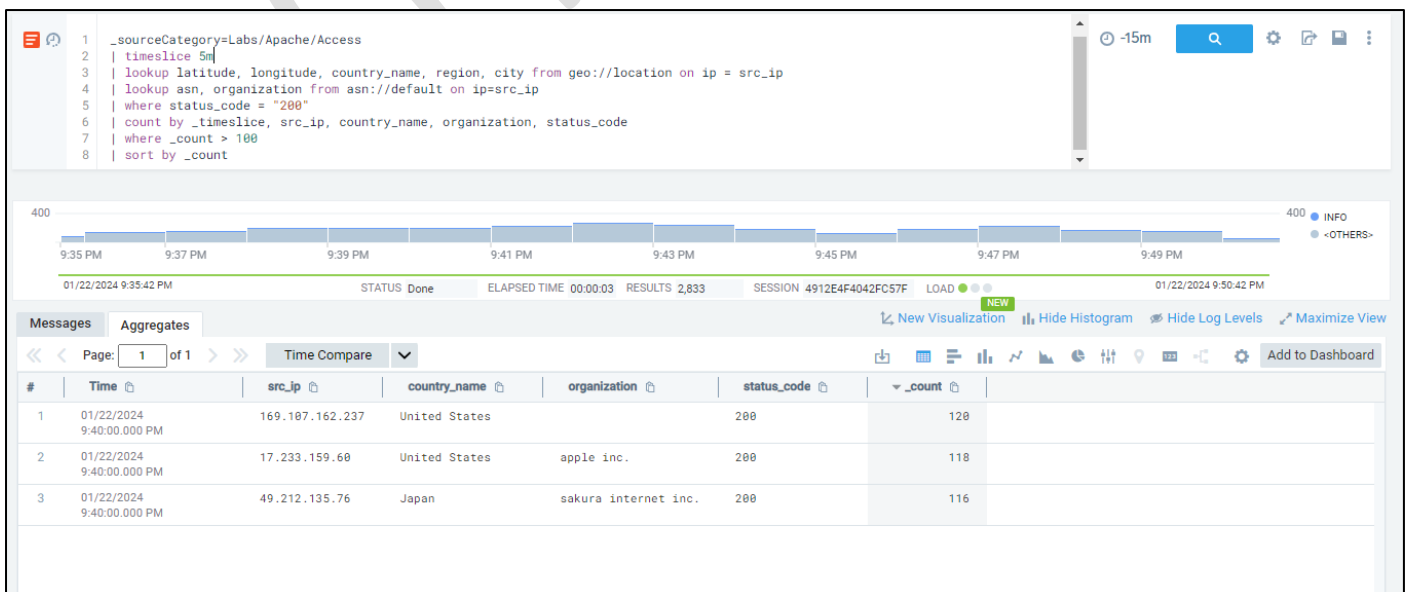 1 _sourceCategory=Labs/Apache/Access
2 | timeslice 5m
3 | lookup latitude, longitude, country_name, region, city from geo://location on ip = src_ip
4 | lookup asn, organization from asn://default on ip=src_ip
5 | where status_code = "200"
6 | count by _timeslice, src_ip, country_name, organization, status_code
7 | where _count > 100
8 | sort by _count
-15m
400 400
INFO
<OTHERS>
9:35 PM 9:37 PM 9:39 PM 9:41 PM 9:43 PM 9:45 PM 9:47 PM 9:49 PM
01/22/2024 9:35:42 PM STATUS Done ELAPSED TIME 00:00:03 RESULTS 2,833 SESSION 4912E4F4042FC57F LOAD 01/22/2024 9:50:42 PM
NEW
Messages Aggregates New Visualization Hide Histogram Hide Log Levels Maximize View
Page: 1 of 1 Time Compare Add to Dashboard
# Time src_ip country_name organization status_code _count
1 01/22/2024 169.107.162.237 United States 200 120
9:40:00.000 PM
2 01/22/2024 17.233.159.60 United States apple inc. 200 118
9:40:00.000 PM
3 01/22/2024 49.212.135.76 Japan sakura internet inc. 200 116
9:40:00.000 PM